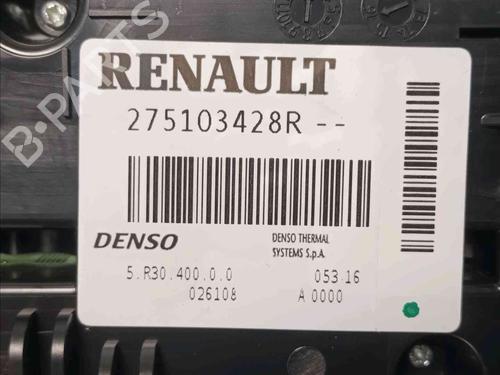 RENAULT
275103428R --
DENSO
DENSO THERMAL
SYSTEMS S.p.A.
5.R30.400.0.0 053 16
026108 A 0000
B-PARTS